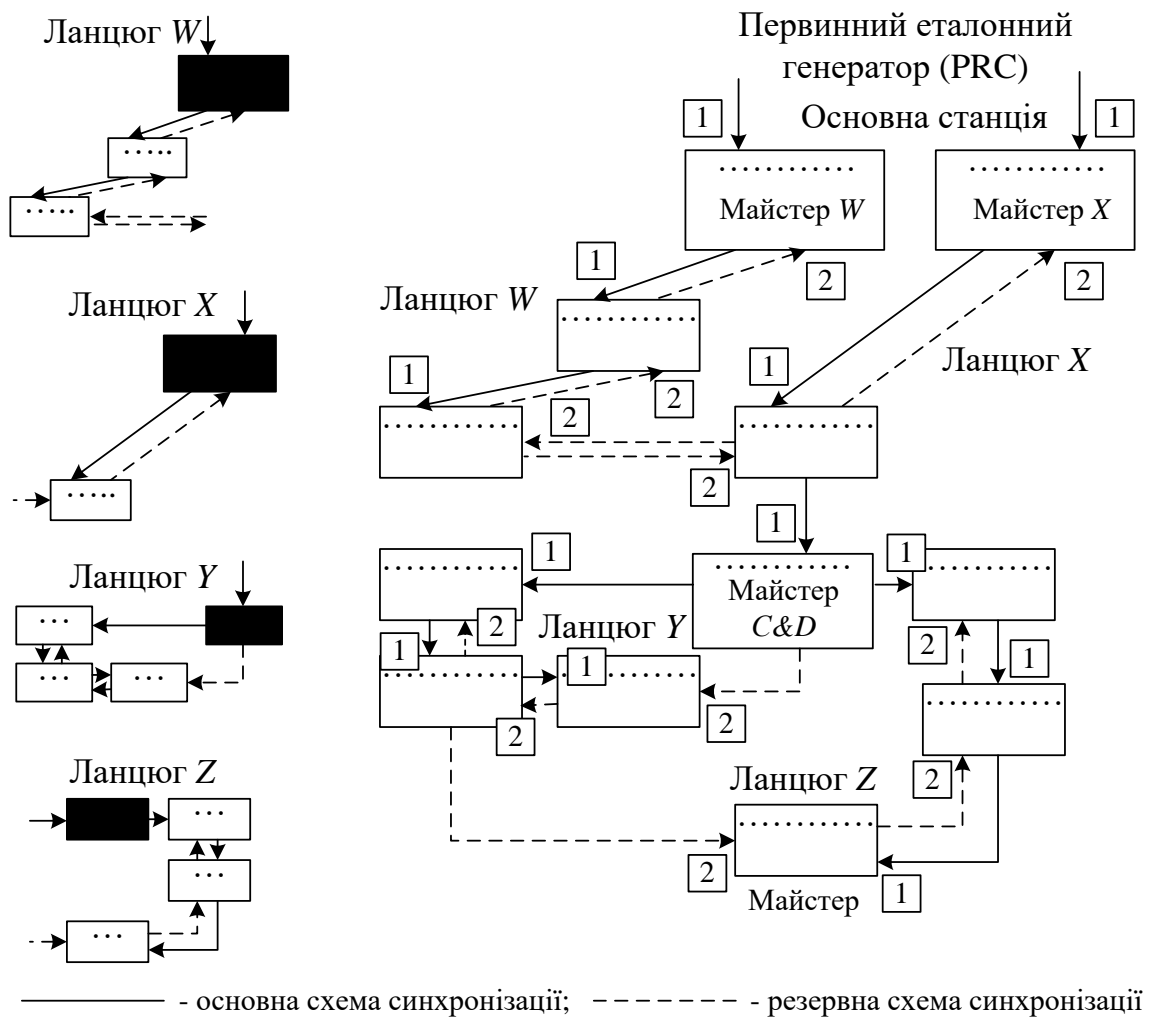 Ланцюг W
Первинний еталонний
генератор (PRC)
1
Основна станція
1
Майстер W
Майстер X
1
2
2
Ланцюг X
Ланцюг W
1
1
2
2
Ланцюг X
2
1
1
1
Ланцюг Y
Майстер
C&D
2
Ланцюг Y
2
1
1
1
2
2
2
Ланцюг Z
Ланцюг Z
2
1
Майстер
- основна схема синхронізації;
- резервна схема синхронізації